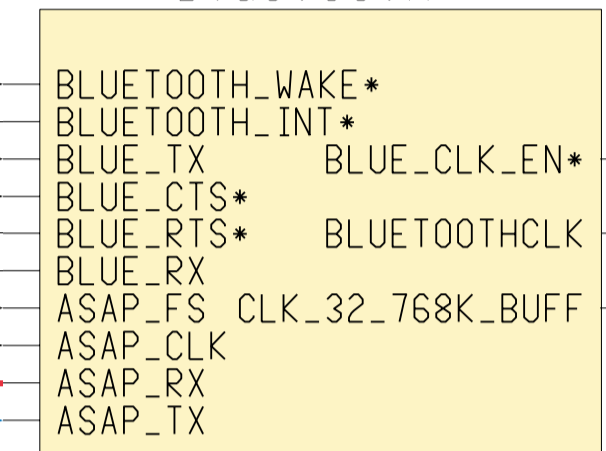 BLUETOOTH_WAKE*
BLUETOOTH_INT*
BLUE_TX BLUE_CLK_EN*
BLUE_CTS*
BLUE_RTS* BLUETOOTHCLK
BLUE_RX
ASAP_FS CLK_32_768K_BUFF
ASAP_CLK
ASAP_RX
ASAP_TX